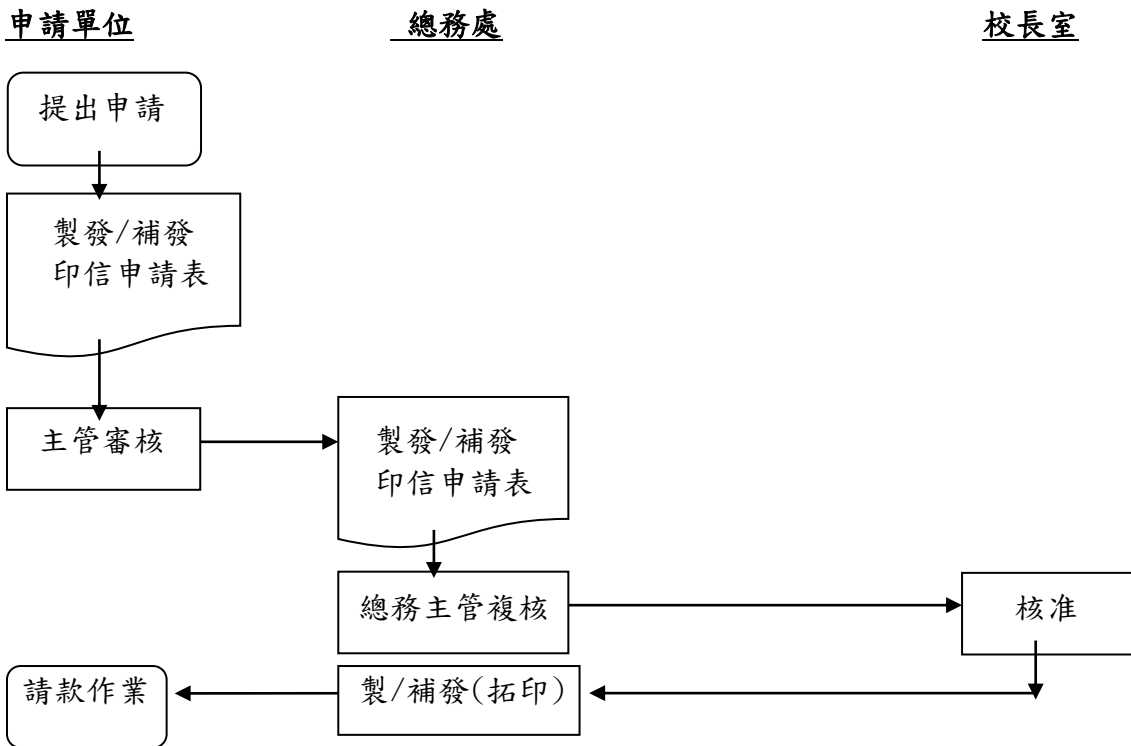 申請單位
總務處
校長室
提出申請
製發/補發
印信申請表
主管審核
製發/補發
印信申請表
總務主管複核
核准
請款作業
製/補發(拓印)